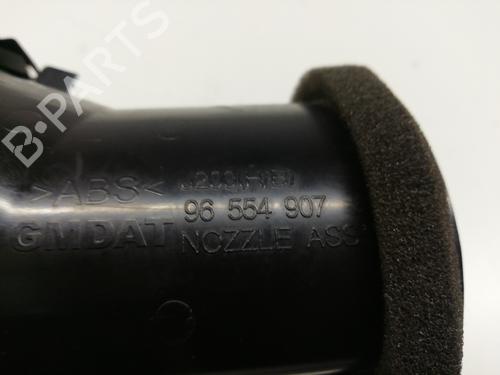 B-PARTS
>ABS<
96 554 907
GMDAT NOZZLE ASS